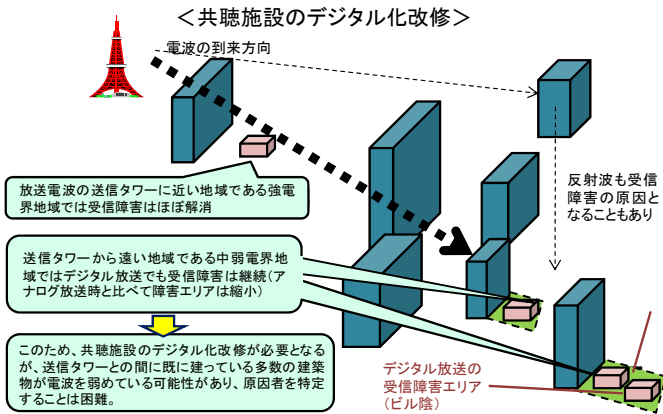 ＜共聴施設のデジタル化改修＞
電波の到来方向
反射波も受信
障害の原因と
なることもあり
放送電波の送信タワーに近い地域である強電
界地域では受信障害はほぼ解消
送信タワーから遠い地域である中弱電界地
域ではデジタル放送でも受信障害は継続(ア
ナログ放送時と比べて障害エリアは縮小)
このため、共聴施設のデジタル化改修が必要となる
が、送信タワーとの間に既に建っている多数の建築
物が電波を弱めている可能性があり、原因者を特定
することは困難。
デジタル放送の
受信障害エリア
(ビル陰)